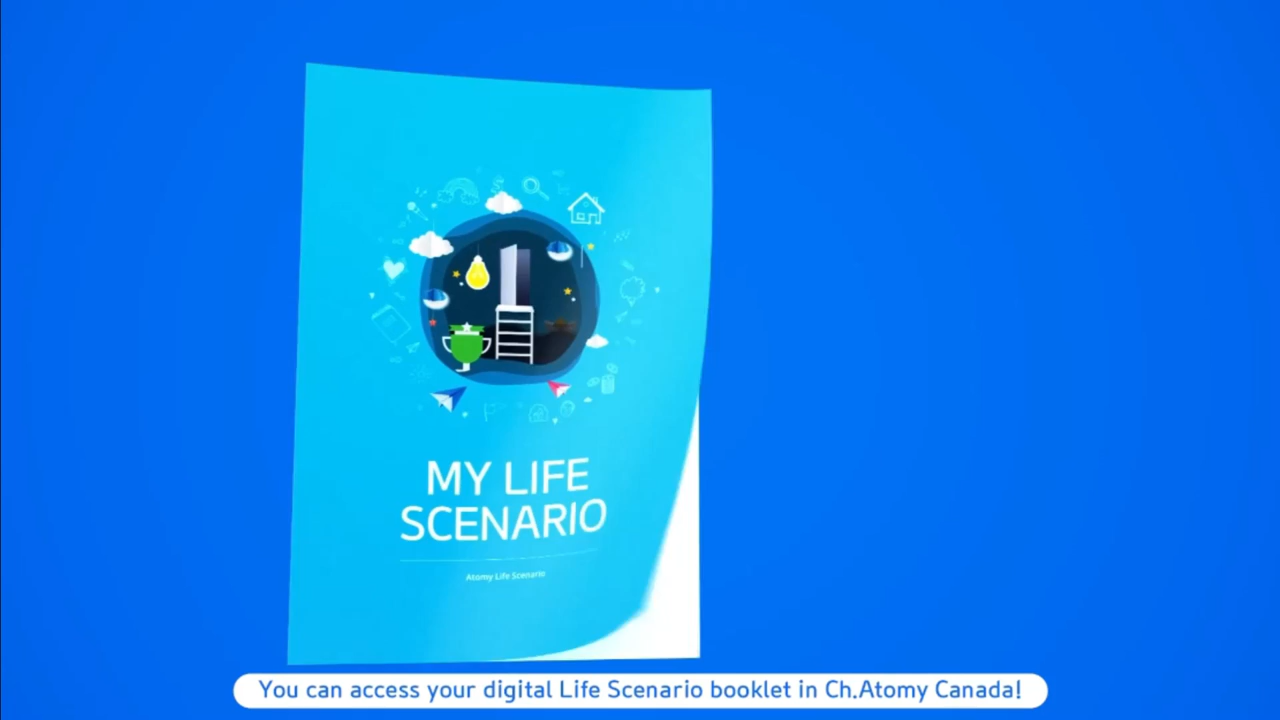 MY LIFE
SCENARIO
Atomy Life Scenario
You can access your digital Life Scenario booklet in Ch.Atomy Canada!